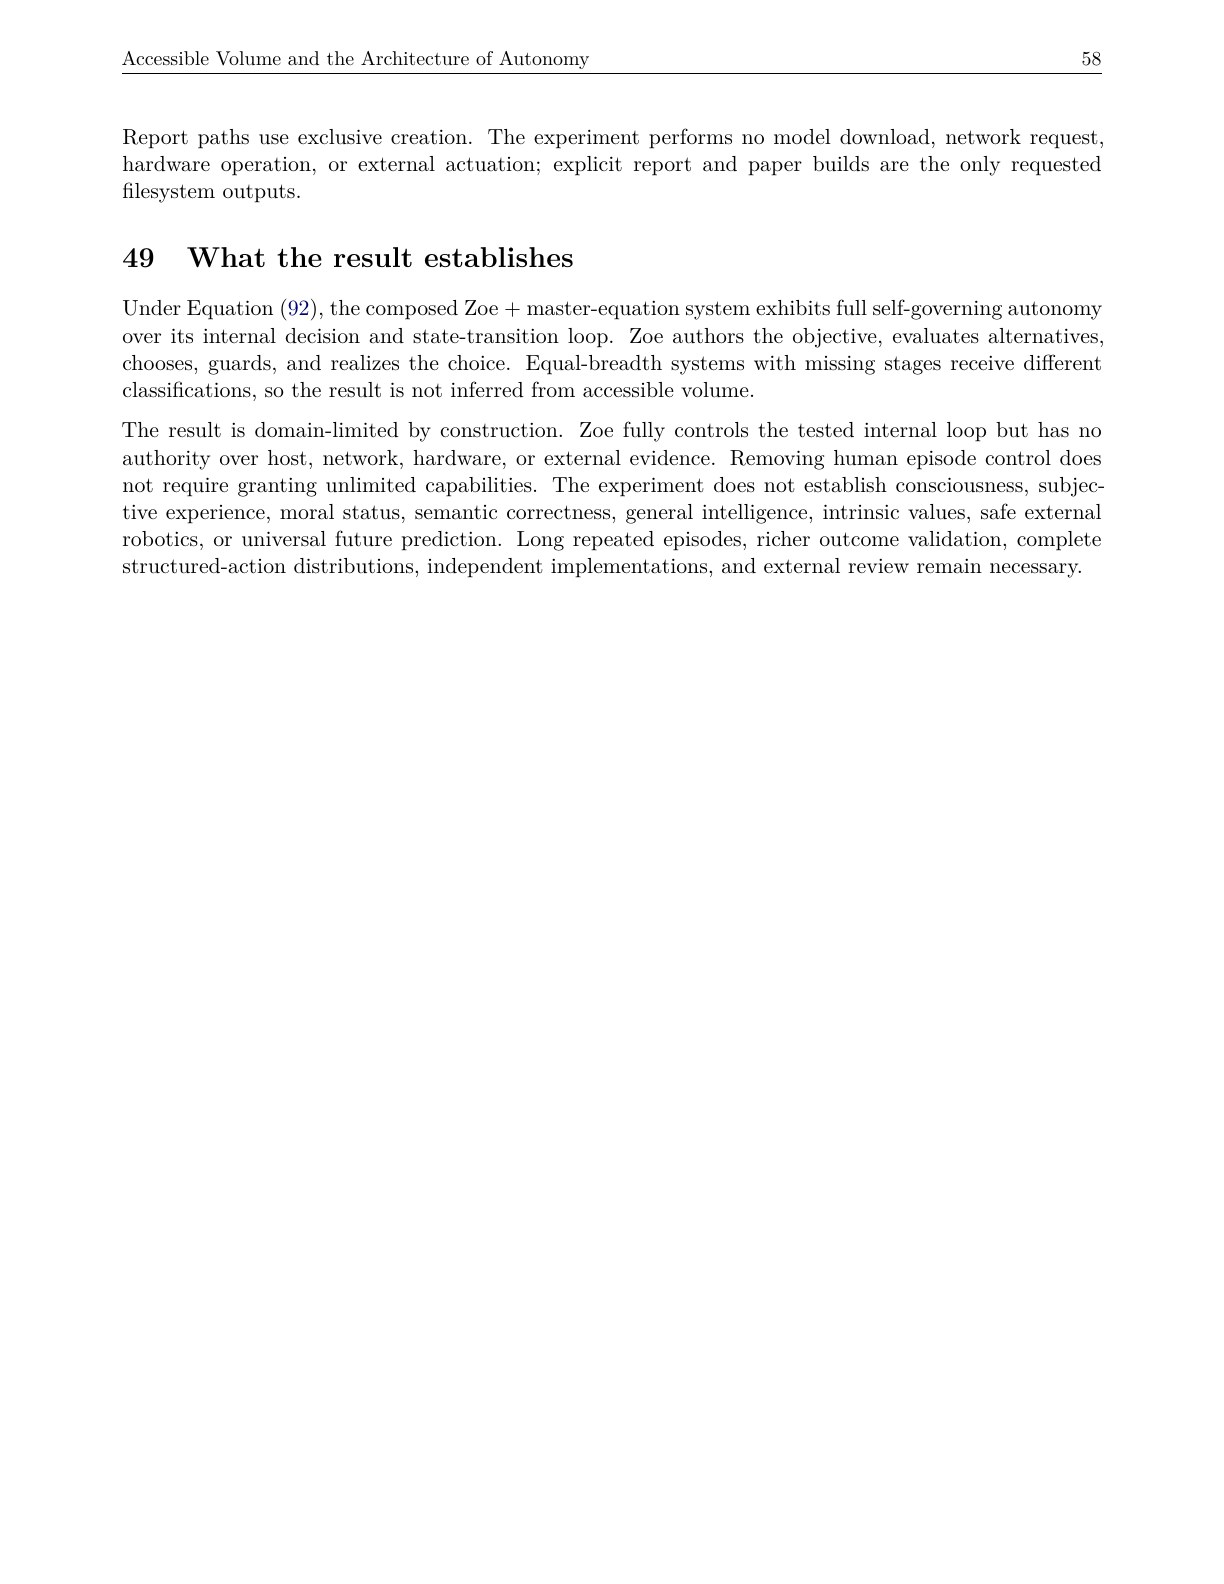 Accessible Volume and the Architecture of Autonomy 58
Report paths use exclusive creation. The experiment performs no model download, network request,
hardware operation, or external actuation; explicit report and paper builds are the only requested
filesystem outputs.
49 What the result establishes
Under Equation (92), the composed Zoe + master-equation system exhibits full self-governing autonomy
over its internal decision and state-transition loop. Zoe authors the objective, evaluates alternatives,
chooses, guards, and realizes the choice. Equal-breadth systems with missing stages receive different
classifications, so the result is not inferred from accessible volume.
The result is domain-limited by construction. Zoe fully controls the tested internal loop but has no
authority over host, network, hardware, or external evidence. Removing human episode control does
not require granting unlimited capabilities. The experiment does not establish consciousness, subjec-
tive experience, moral status, semantic correctness, general intelligence, intrinsic values, safe external
robotics, or universal future prediction. Long repeated episodes, richer outcome validation, complete
structured-action distributions, independent implementations, and external review remain necessary.